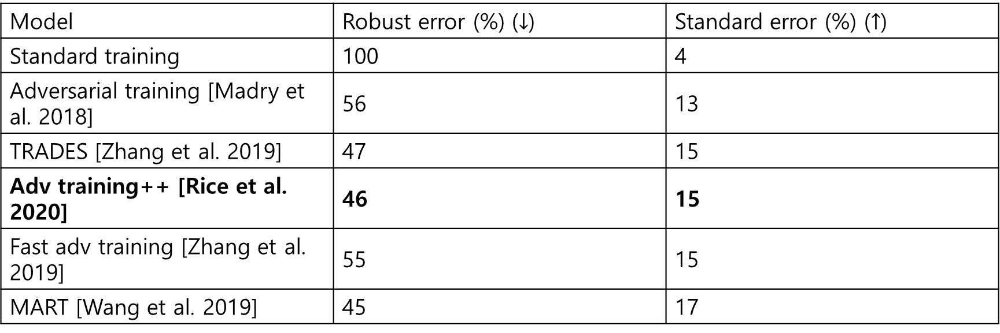 Model Robust error (%) (↓) Standard error (%) (↑)
Standard training 100 4
Adversarial training [Madry et
al. 2018] 56 13
TRADES [Zhang et al. 2019] 47 15
Adv training++ [Rice et al.
2020] 46 15
Fast adv training [Zhang et al.
2019] 55 15
MART [Wang et al. 2019] 45 17